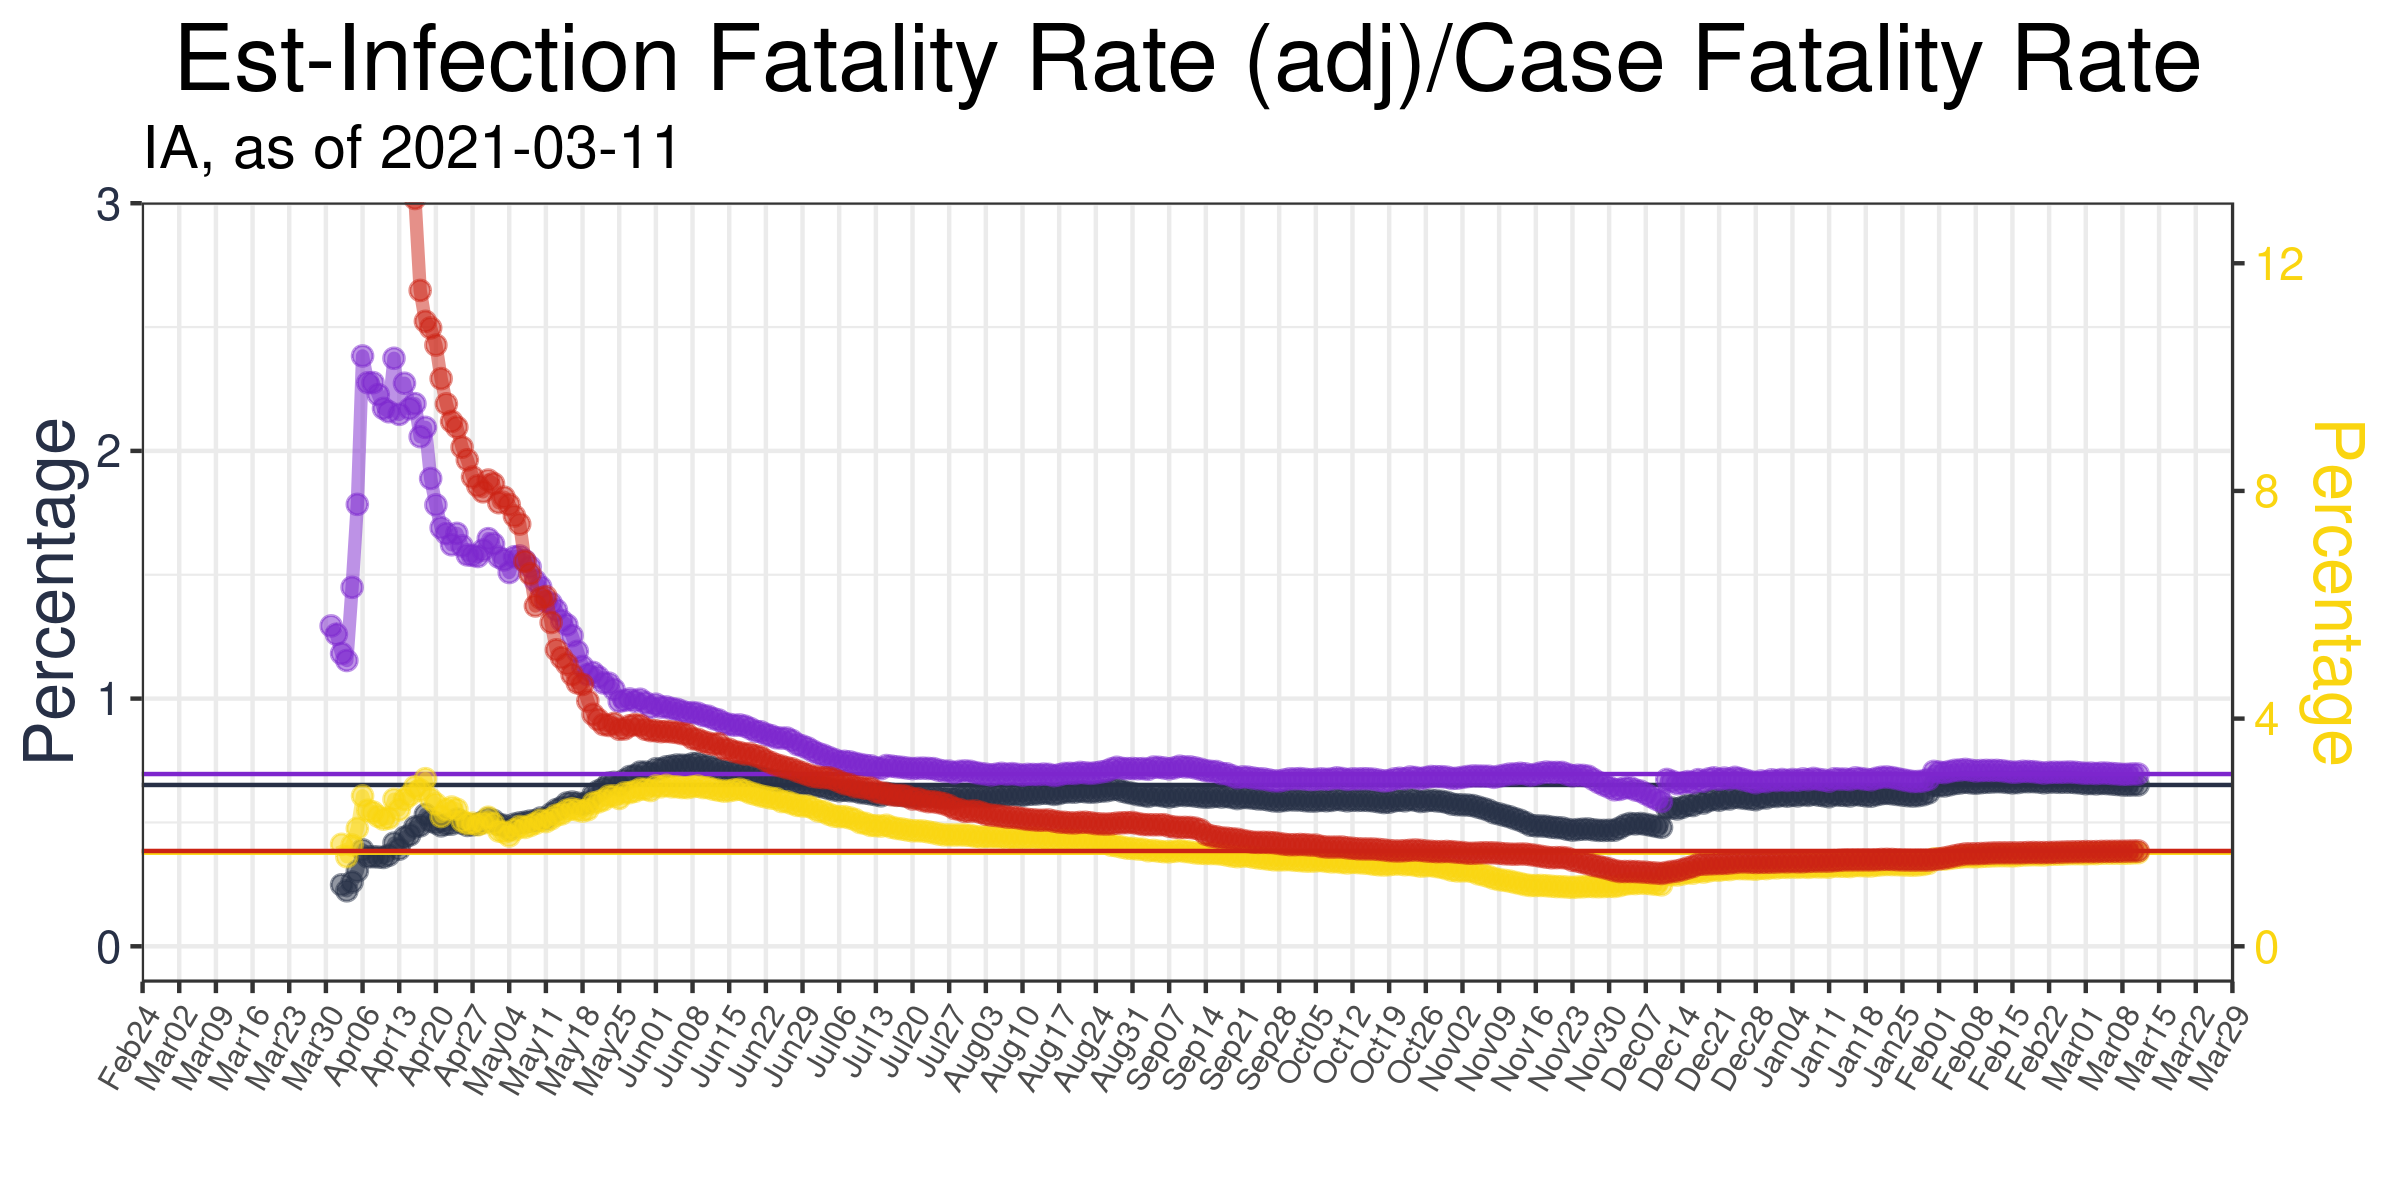 Est-Infection Fatality Rate (adj)/Case Fatality Rate
IA, as of 2021-03-11
Percentage
3
2
1
0
12
8
4
0
Percentage
Feb24
Mar02
Mar09
Mar16
Mar23
Mar30
Apr06
Apr13
Apr20
Apr27
May04
May11
May18
May25
Jun01
Jun08
Jun15
Jun22
Jun29
Jul06
Jul13
Jul20
Jul27
Aug03
Aug10
Aug17
Aug24
Aug31
Sep07
Sep14
Sep21
Sep28
Oct05
Oct12
Oct19
Oct26
Nov02
Nov09
Nov16
Nov23
Nov30
Dec07
Dec14
Dec21
Dec28
Jan04
Jan11
Jan18
Jan25
Feb01
Feb08
Feb15
Feb22
Mar01
Mar08
Mar15
Mar22
Mar29